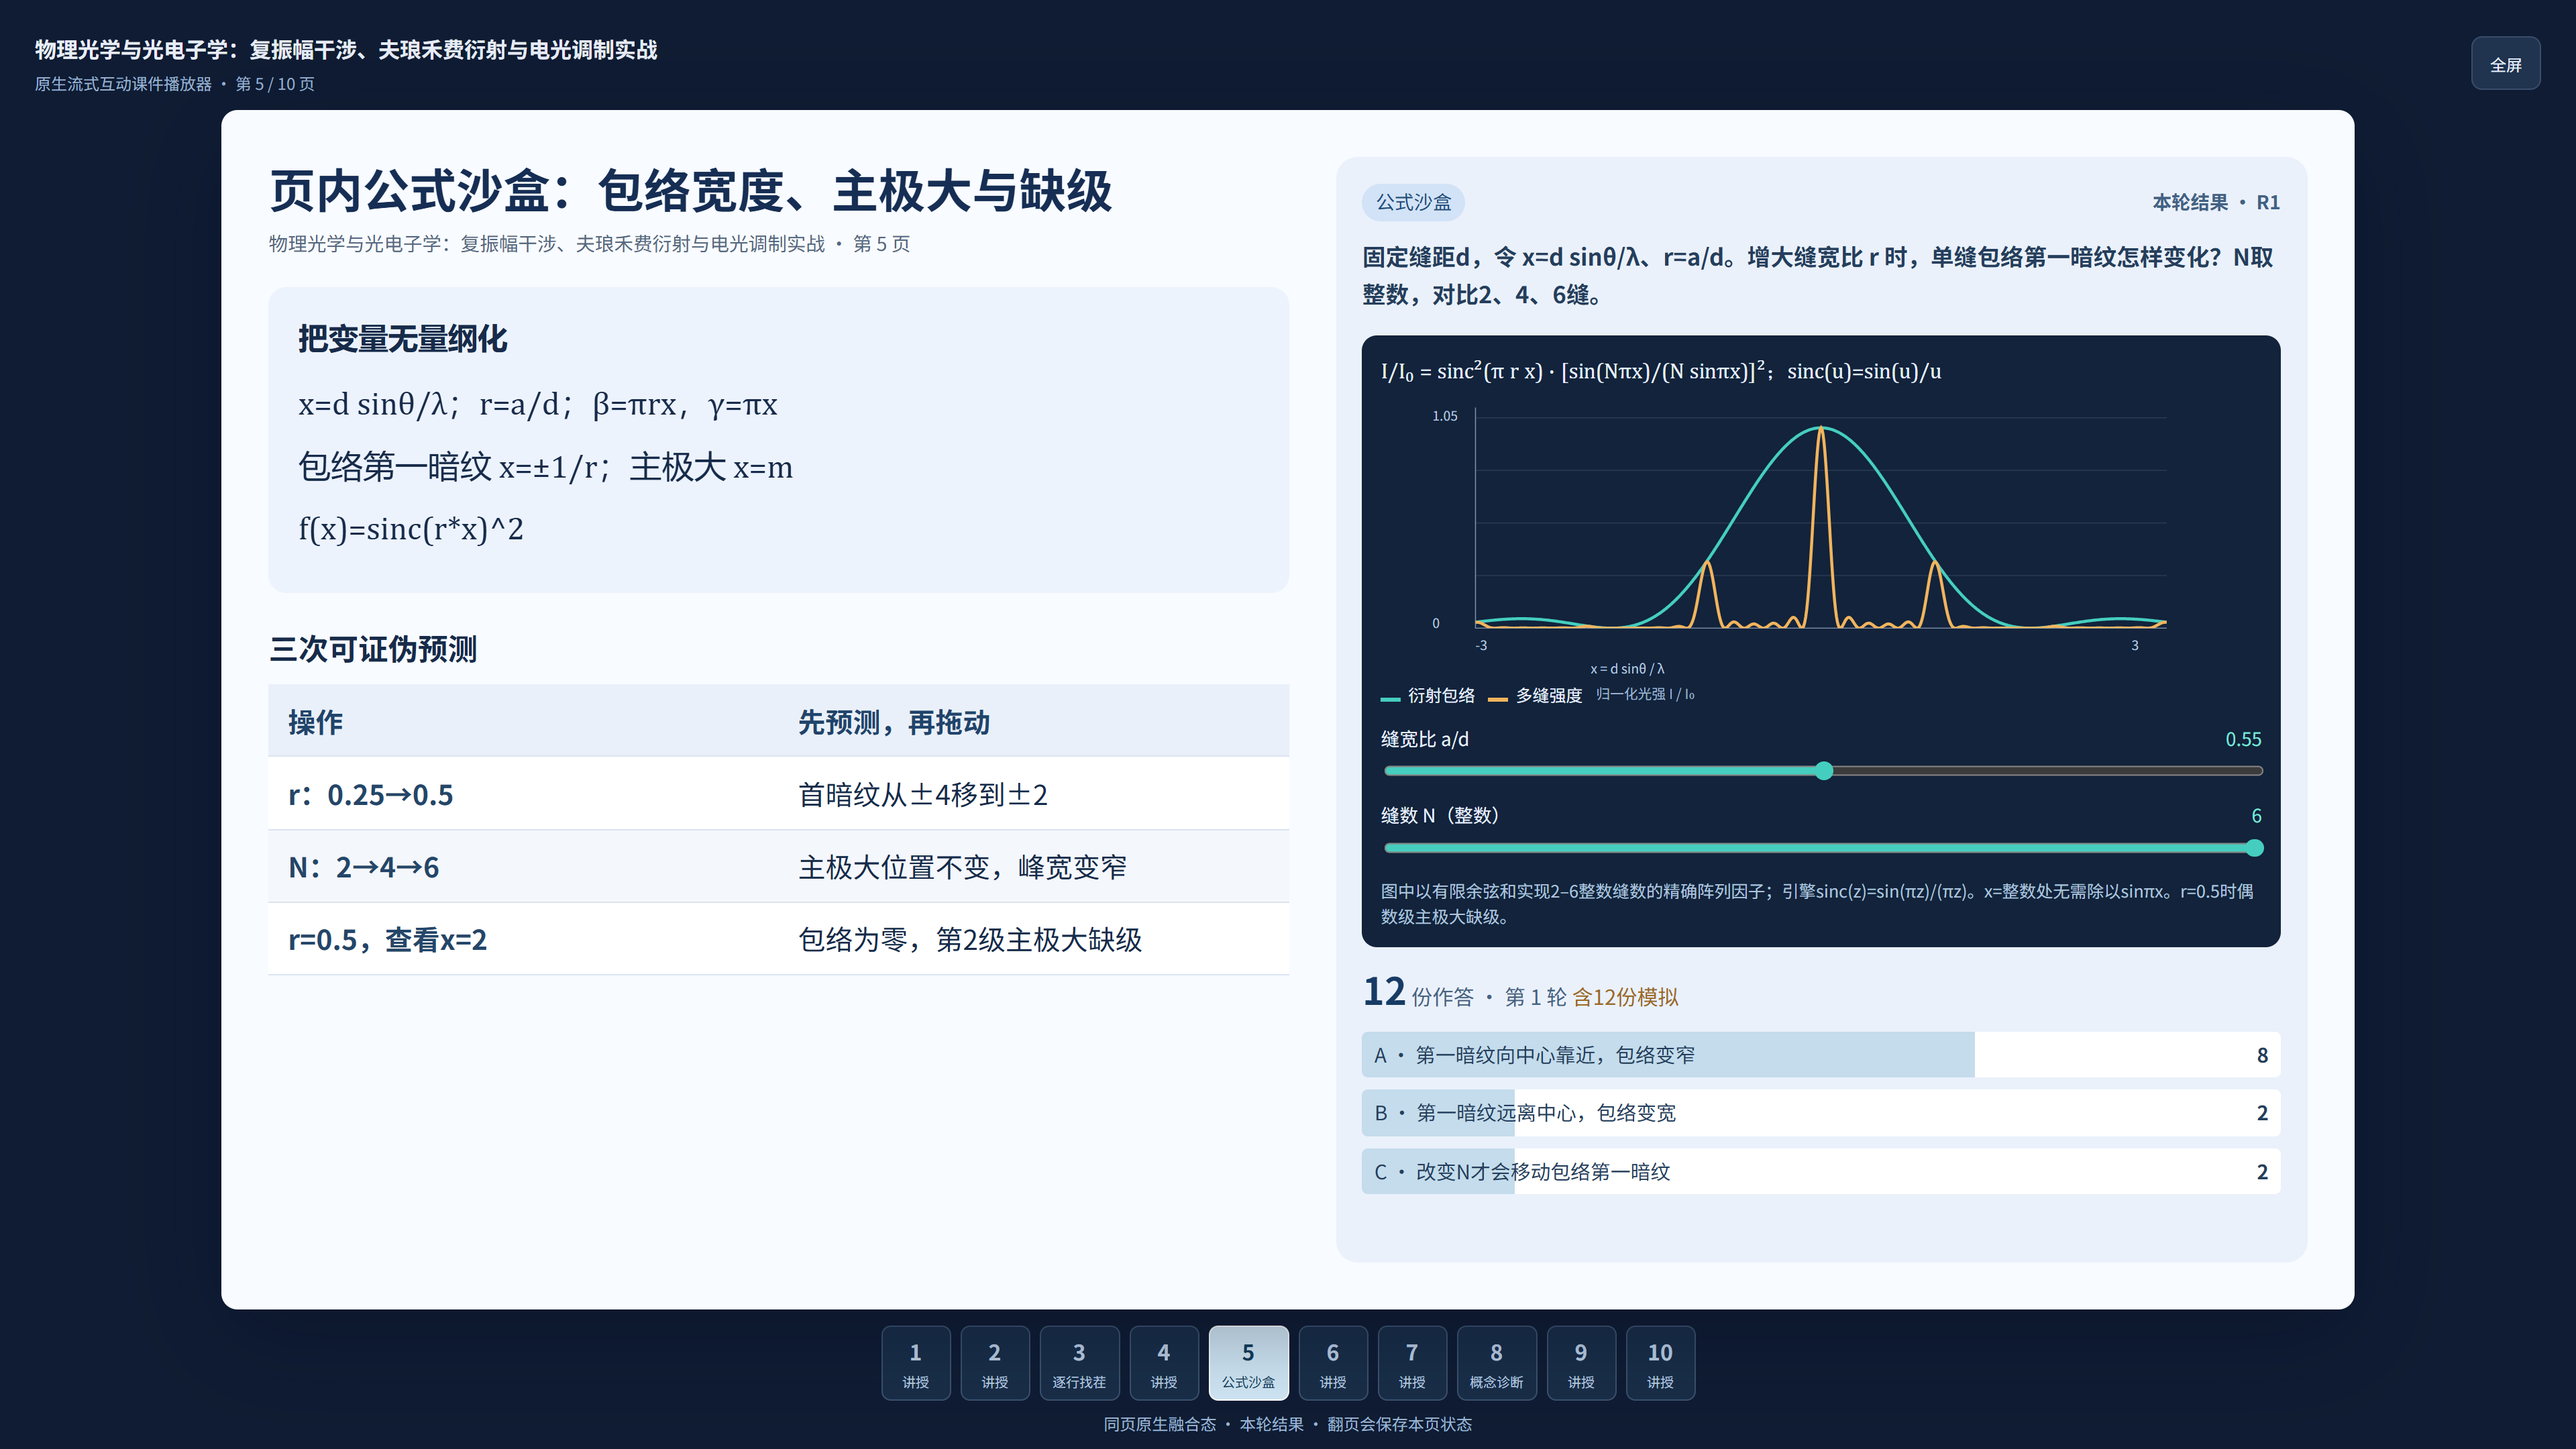 物理光学与光电子学：复振幅干涉、夫琅禾费衍射与电光调制实战
原生流式互动课件播放器 · 第 5 / 10 页
全屏
页内公式沙盒：包络宽度、主极大与缺级
物理光学与光电子学：复振幅干涉、夫琅禾费衍射与电光调制实战 · 第 5 页
把变量无量纲化
x=d sinθ/λ；r=a/d；β=πrx，γ=πx
包络第一暗纹 x=±1/r；主极大 x=m
f(x)=sinc(r*x)^2
三次可证伪预测
操作 先预测，再拖动
r：0.25→0.5 首暗纹从±4移到±2
N：2→4→6 主极大位置不变，峰宽变窄
r=0.5，查看x=2 包络为零，第2级主极大缺级
公式沙盒
本轮结果 · R1
固定缝距d，令 x=d sinθ/λ、r=a/d。增大缝宽比 r 时，单缝包络第一暗纹怎样变化？N取
整数，对比2、4、6缝。
I/I₀ = sinc²(π r x) · [sin(Nπx)/(N sinπx)]²；sinc(u)=sin(u)/u
1.05
0
-3
3
x = d sinθ / λ
衍射包络 多缝强度 归一化光强 I / I₀
缝宽比 a/d 0.55
缝数 N（整数） 6
图中以有限余弦和实现2–6整数缝数的精确阵列因子；引擎sinc(z)=sin(πz)/(πz)。x=整数处无需除以sinπx。r=0.5时偶
数级主极大缺级。
12 份作答 · 第 1 轮 含12份模拟
A · 第一暗纹向中心靠近，包络变窄 8
B · 第一暗纹远离中心，包络变宽 2
C · 改变N才会移动包络第一暗纹 2
1 讲授
2 讲授
3 逐行找茬
4 讲授
5 公式沙盒
6 讲授
7 讲授
8 概念诊断
9 讲授
10 讲授
同页原生融合态 · 本轮结果 · 翻页会保存本页状态